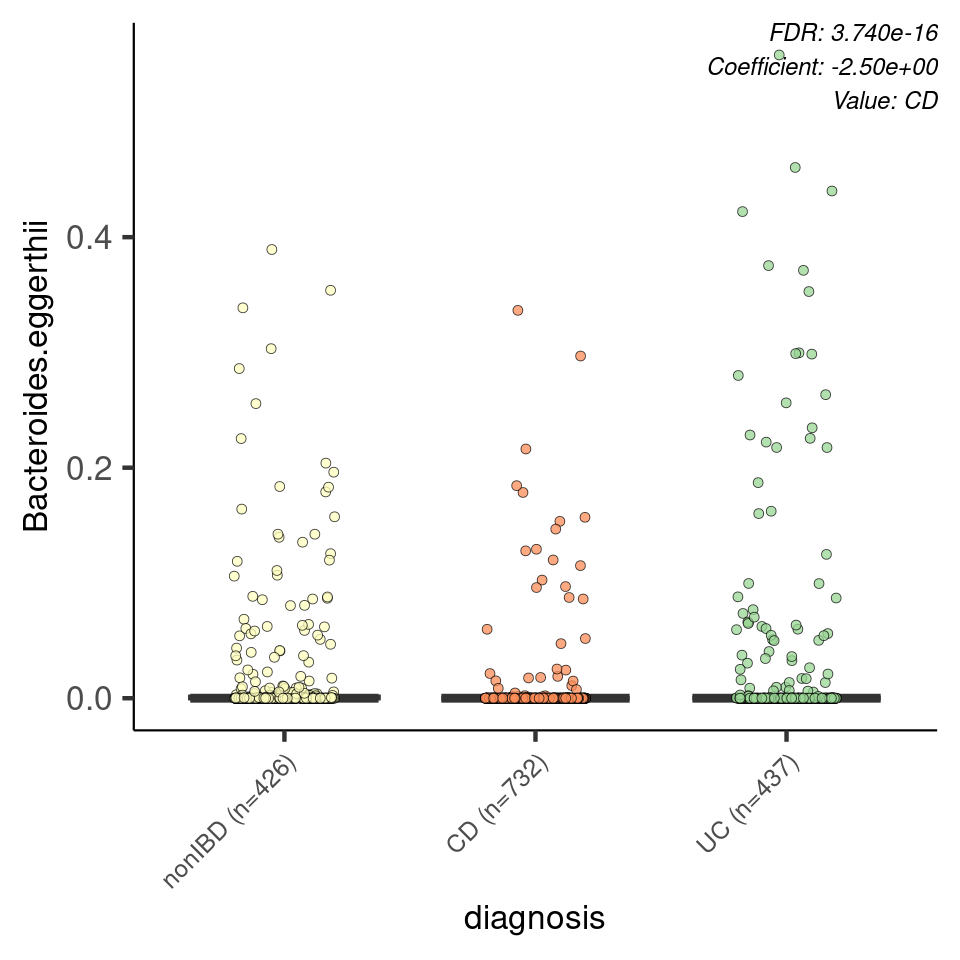 FDR: 3.740e-16
Coefficient: -2.50e+00
Value: CD
Bacteroides.eggerthii
0.4
0.2
0.0
nonIBD (n=426)
CD (n=732)
UC (n=437)
diagnosis